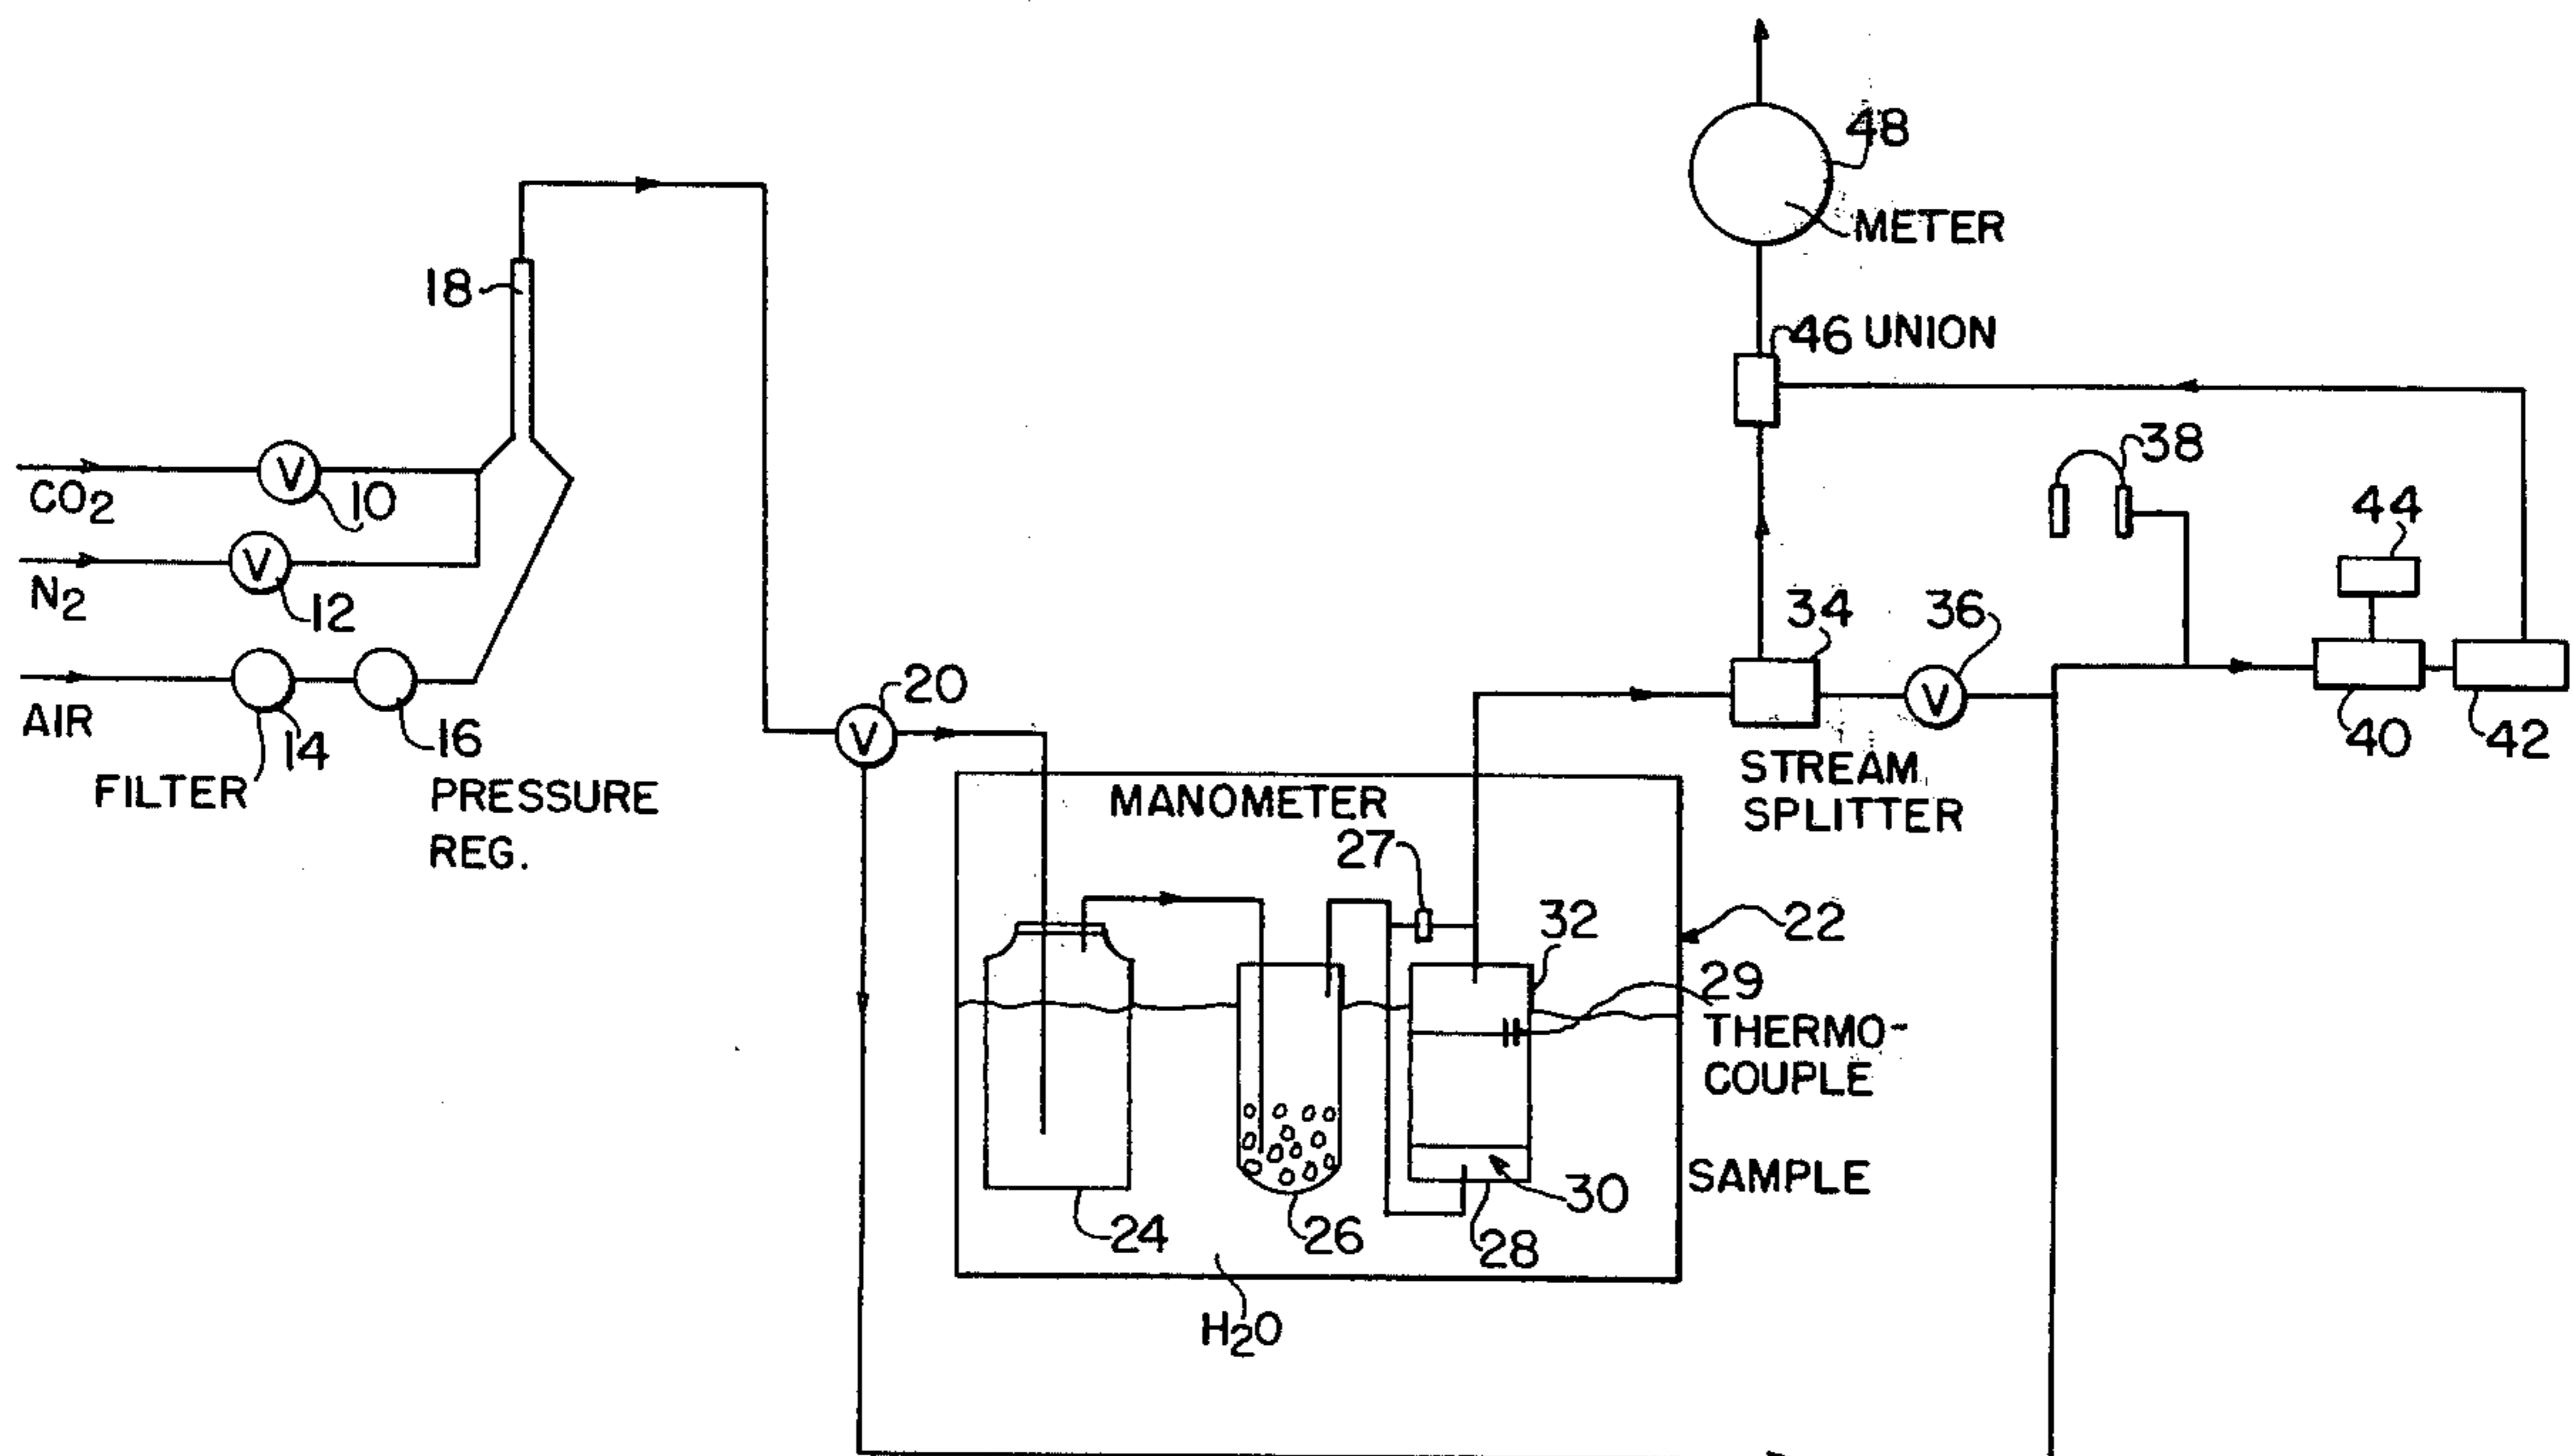 48
METER
18
46 UNION
38
CO2
V
10
44
N2
V
12
34
36
V
AIR
14
16
20
V
40
42
FILTER
PRESSURE
REG.
STREAM
SPLITTER
MANOMETER
27
32
22
29
THERMO-
COUPLE
SAMPLE
30
24
26
28
H2O